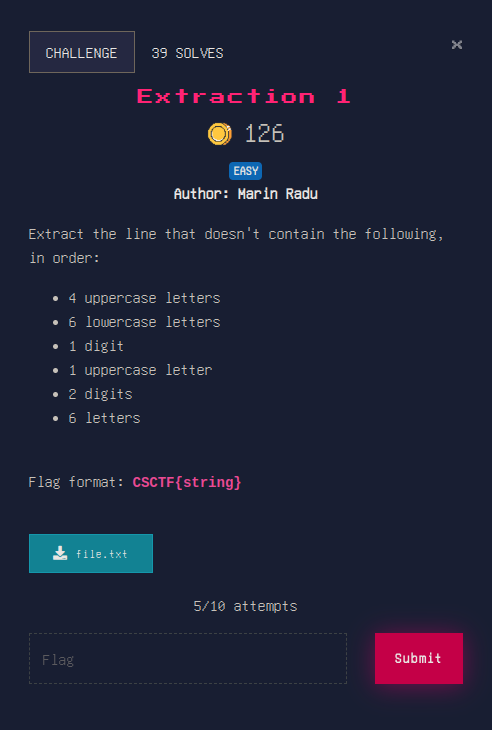 CHALLENGE 39 SOLVES ×
Extraction 1
126
EASY
Author: Marin Radu
Extract the line that doesn't contain the following,
in order:
• 4 uppercase letters
• 6 lowercase letters
• 1 digit
• 1 uppercase letter
• 2 digits
• 6 letters
Flag format: CSCTF{string}
file.txt
5/10 attempts
Flag Submit